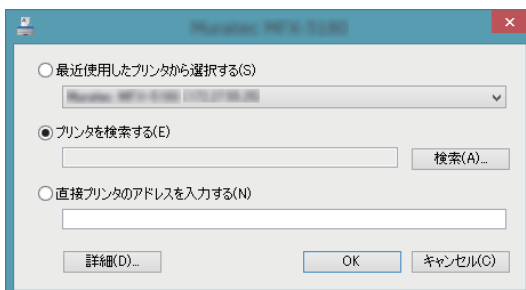 最近使用したプリンタから選択する(S)
プリンタを検索する(E)
検索(A)...
直接プリンタのアドレスを入力する(N)
詳細(D)...
OK
キャンセル(C)